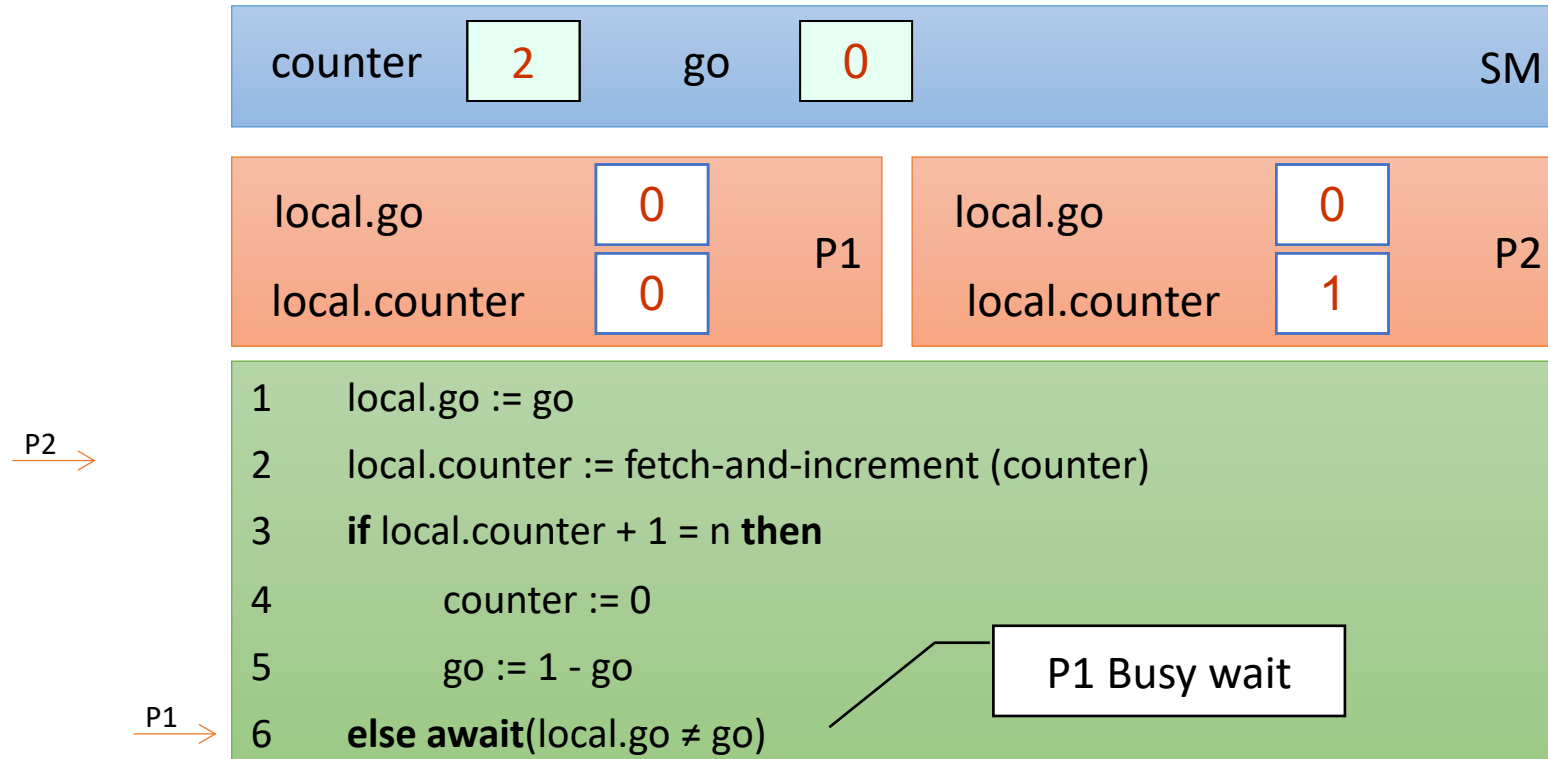 counter 2 go 0 SM
local.go 0
local.counter 0
P1
local.go 0
local.counter 1
P2
1 local.go := go
P2
2 local.counter := fetch-and-increment (counter)
3 if local.counter + 1 = n then
4 counter := 0
5 go := 1 - go
P1 Busy wait
P1
6 else await(local.go ≠ go)